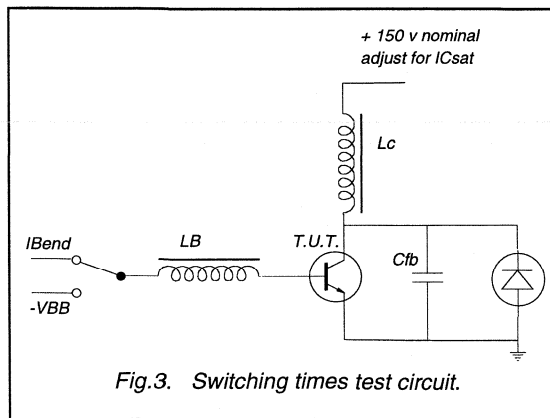 + 150 v nominal
adjust for ICsat
Lc
IBend
LB
T.U.T.
Cfb
-VBB
Fig.3. Switching times test circuit.